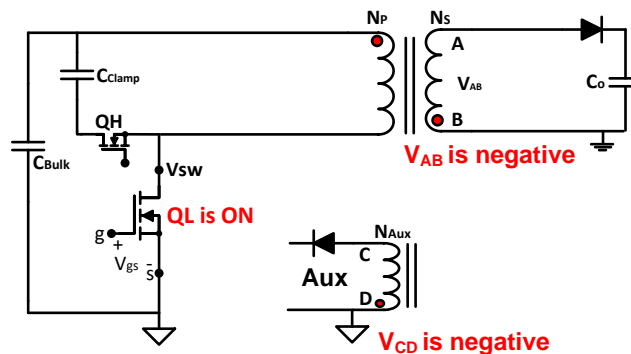 NP
NS
A
CClamp
VAB
Co
QH
B
CBulk
Vsw
VAB is negative
QL is ON
g
+
Vgs
-
S
NAux
C
Aux
D
VCD is negative